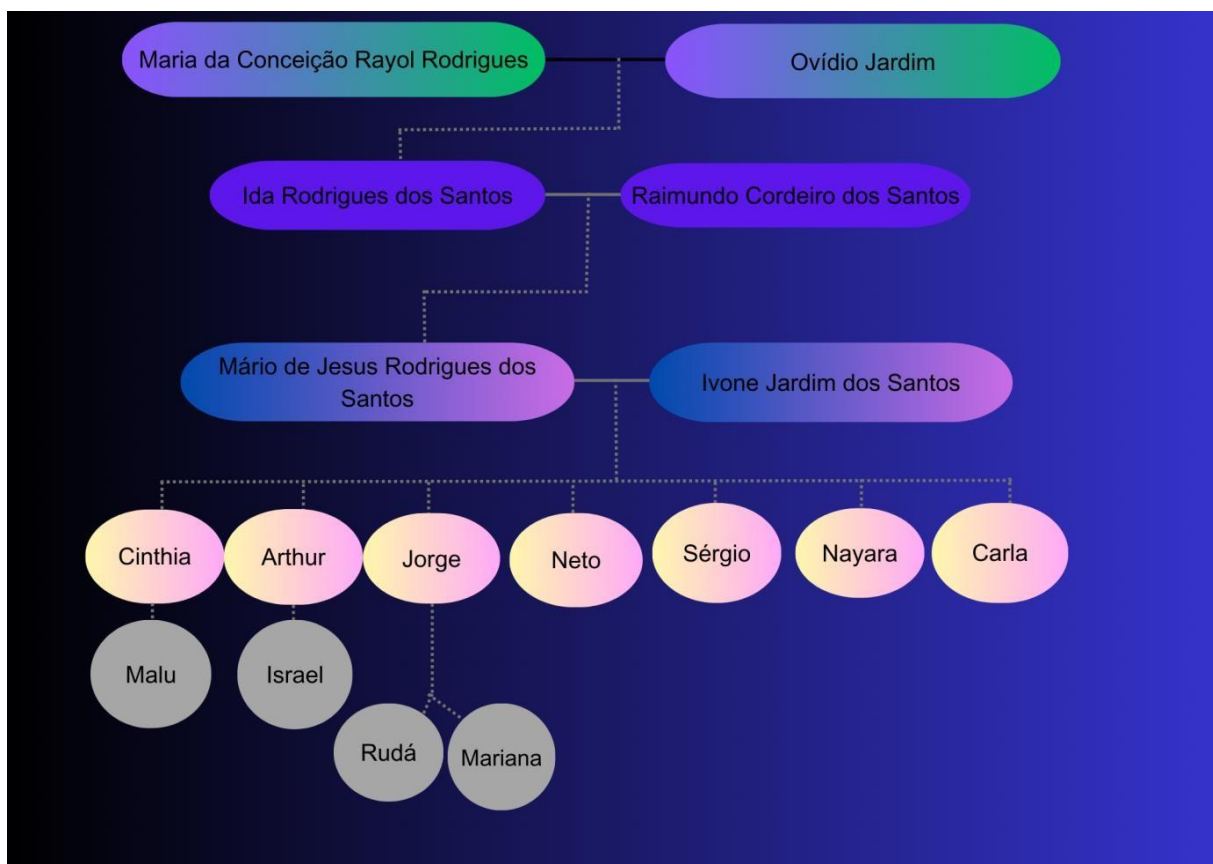 Maria da Conceição Rayol Rodrigues
Ovídio Jardim
Ida Rodrigues dos Santos
Raimundo Cordeiro dos Santos
Mário de Jesus Rodrigues dos
Santos
Ivone Jardim dos Santos
Cinthia
Arthur
Jorge
Neto
Sérgio
Nayara
Carla
Malu
Israel
Rudá
Mariana